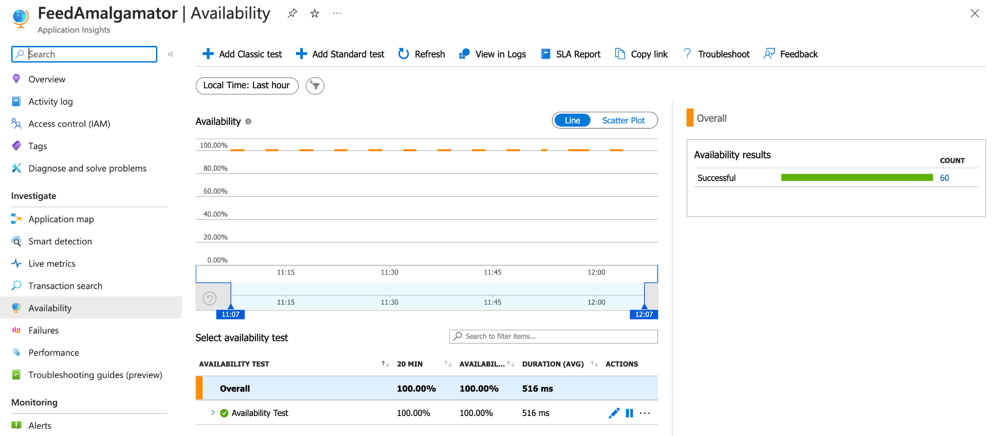 FeedAmalgamator | Availability
Application Insights
Search
Overview
Activity log
Access control (IAM)
Tags
Diagnose and solve problems
Investigate
Application map
Smart detection
Live metrics
Transaction search
Availability
Failures
Performance
Troubleshooting guides (preview)
Monitoring
Alerts
Add Classic test Add Standard test Refresh View in Logs SLA Report Copy link Troubleshoot Feedback
Local Time: Last hour
Availability
Line Scatter Plot
100.00%
80.00%
60.00%
40.00%
20.00%
0.00%
11:15 11:30 11:45 12:00
11:15 11:30 11:45 12:00
11:07 12:07
Select availability test
Search to filter items...
AVAILABILITY TEST 20 MIN AVAILABIL... DURATION (AVG) ACTIONS
Overall 100.00% 100.00% 516 ms
Availability Test 100.00% 100.00% 516 ms
Overall
Availability results
COUNT
Successful 60